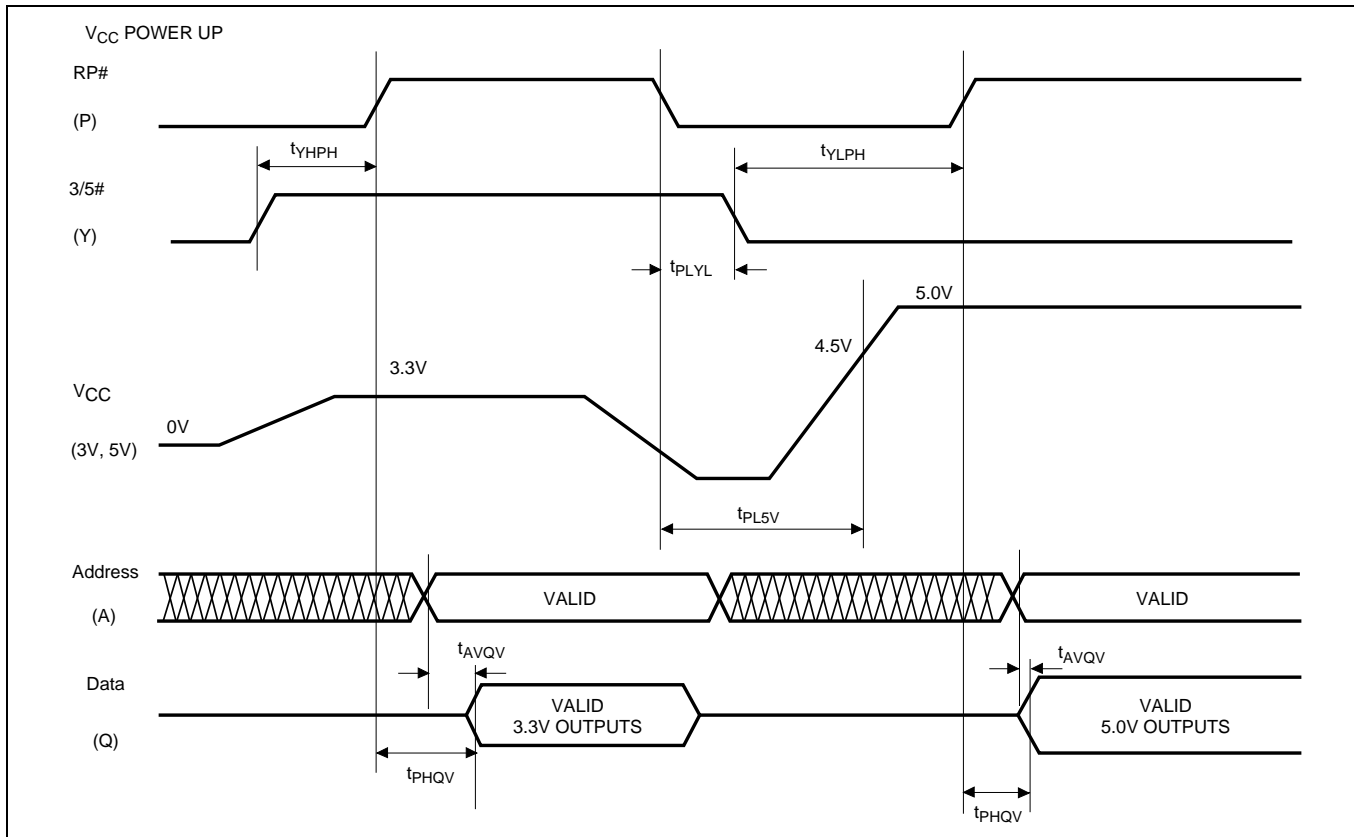 VCC POWER UP
RP#
(P)
tYHPH
tYLPH
3/5#
(Y)
tPLYL
5.0V
4.5V
3.3V
VCC
0V
(3V, 5V)
tPL5V
Address
(A)
VALID
VALID
tAVQV
tAVQV
Data
(Q)
VALID
3.3V OUTPUTS
VALID
5.0V OUTPUTS
tPHQV
tPHQV